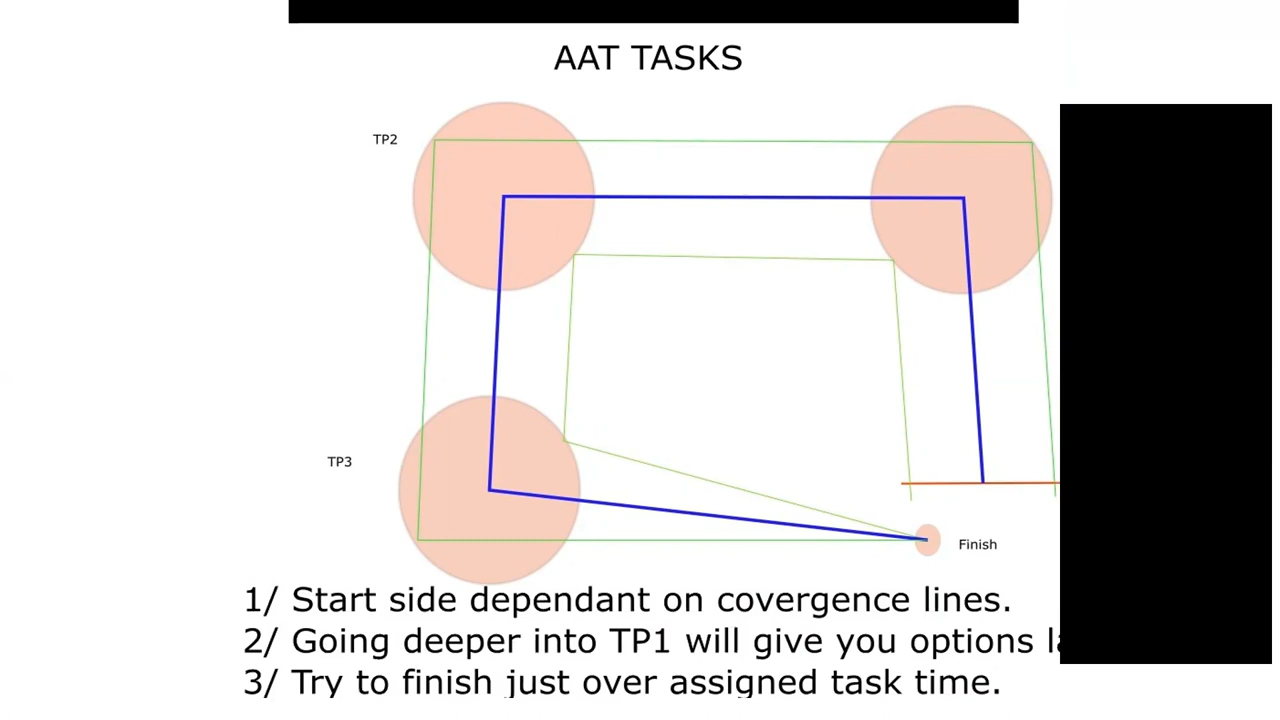 AAT TASKS
TP2
TP3
Finish
1/ Start side dependant on covergence lines.
2/ Going deeper into TP1 will give you options
3/ Try to finish just over assigned task time.